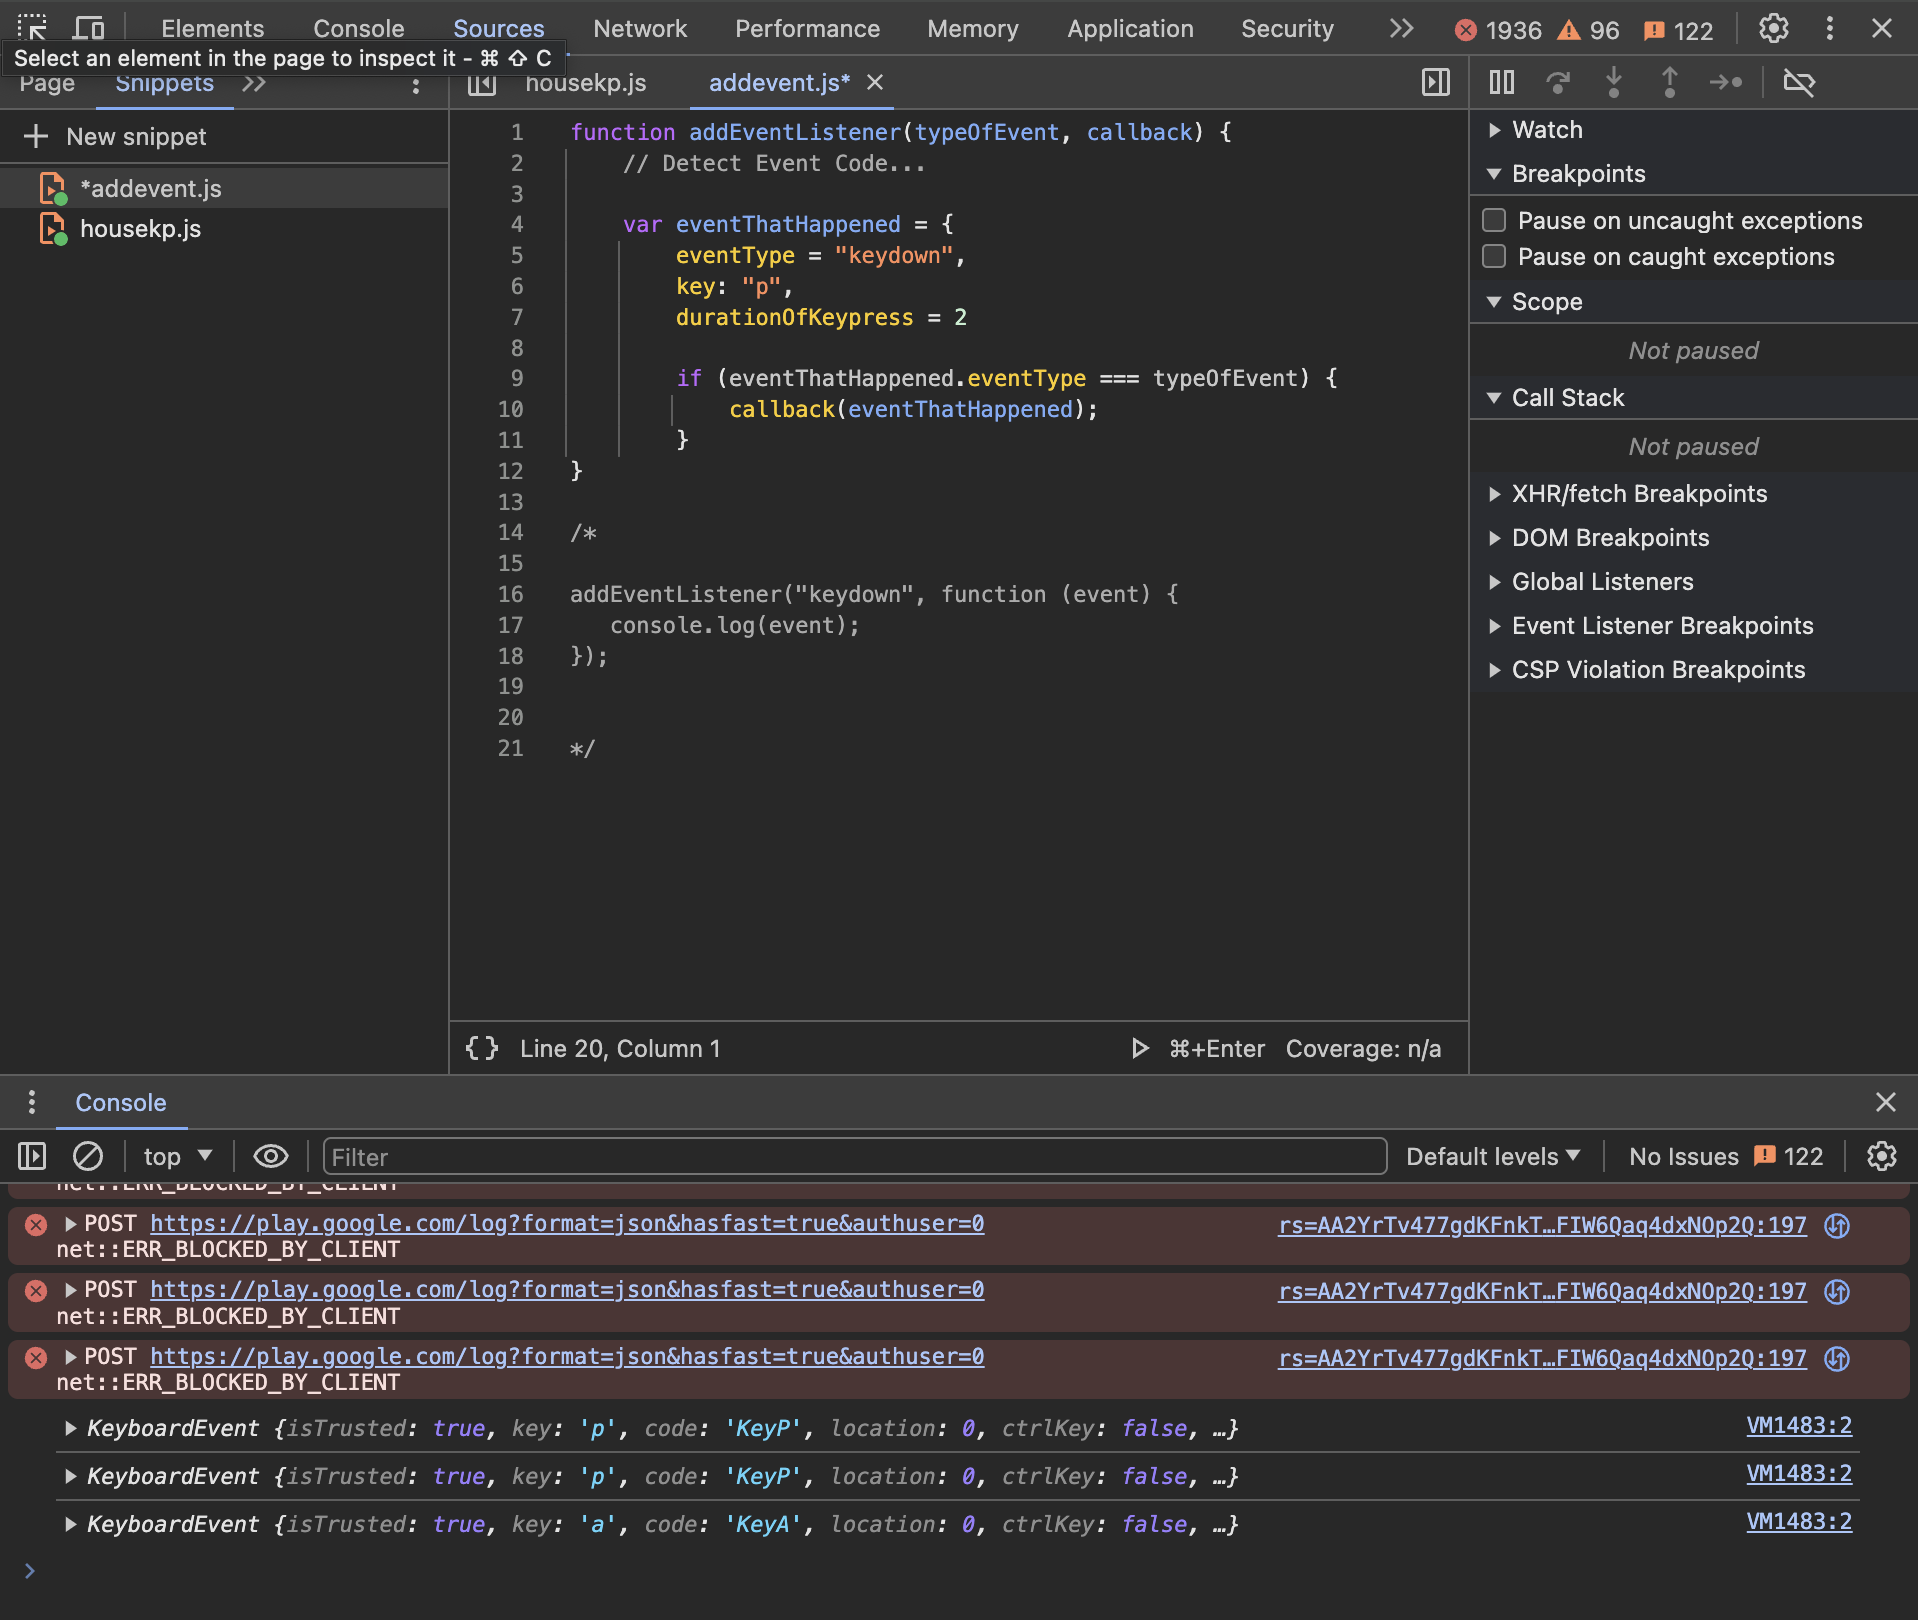 Elements Console Sources Network Performance Memory Application Security 1936 96 122
Select an element in the page to inspect it - ⌘ ⇧ C
Page Snippets housekp.js addevent.js*
New snippet
*addevent.js
housekp.js
1 function addEventListener(typeOfEvent, callback) {
2 // Detect Event Code...
3
4 var eventThatHappened = {
5 eventType = "keydown",
6 key: "p",
7 durationOfKeypress = 2
8
9 if (eventThatHappened.eventType === typeOfEvent) {
10 callback(eventThatHappened);
11 }
12 }
13
14 /*
15
16 addEventListener("keydown", function (event) {
17 console.log(event);
18 });
19
20
21 */
{} Line 20, Column 1 ⌘+Enter Coverage: n/a
Watch
Breakpoints
Pause on uncaught exceptions
Pause on caught exceptions
Scope
Not paused
Call Stack
Not paused
XHR/fetch Breakpoints
DOM Breakpoints
Global Listeners
Event Listener Breakpoints
CSP Violation Breakpoints
Console
top Filter Default levels No Issues 122
net::ERR_BLOCKED_BY_CLIENT
POST https://play.google.com/log?format=json&hasfast=true&authuser=0 rs=AA2YrTv477gdKFnkT…FIW6Qaq4dxNOp2Q:197
net::ERR_BLOCKED_BY_CLIENT
POST https://play.google.com/log?format=json&hasfast=true&authuser=0 rs=AA2YrTv477gdKFnkT…FIW6Qaq4dxNOp2Q:197
net::ERR_BLOCKED_BY_CLIENT
POST https://play.google.com/log?format=json&hasfast=true&authuser=0 rs=AA2YrTv477gdKFnkT…FIW6Qaq4dxNOp2Q:197
net::ERR_BLOCKED_BY_CLIENT
KeyboardEvent {isTrusted: true, key: 'p', code: 'KeyP', location: 0, ctrlKey: false, …} VM1483:2
KeyboardEvent {isTrusted: true, key: 'p', code: 'KeyP', location: 0, ctrlKey: false, …} VM1483:2
KeyboardEvent {isTrusted: true, key: 'a', code: 'KeyA', location: 0, ctrlKey: false, …} VM1483:2